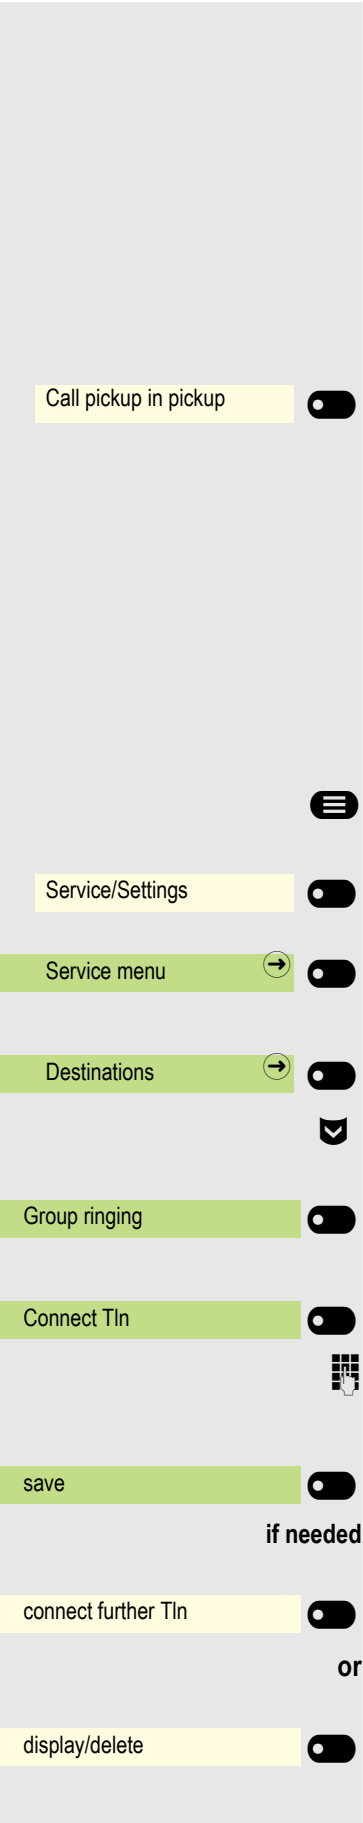 Call pickup in pickup
Service/Settings
Service menu
Destinations
Group ringing
Connect Tln
save
if needed
connect further Tln
or
display/delete